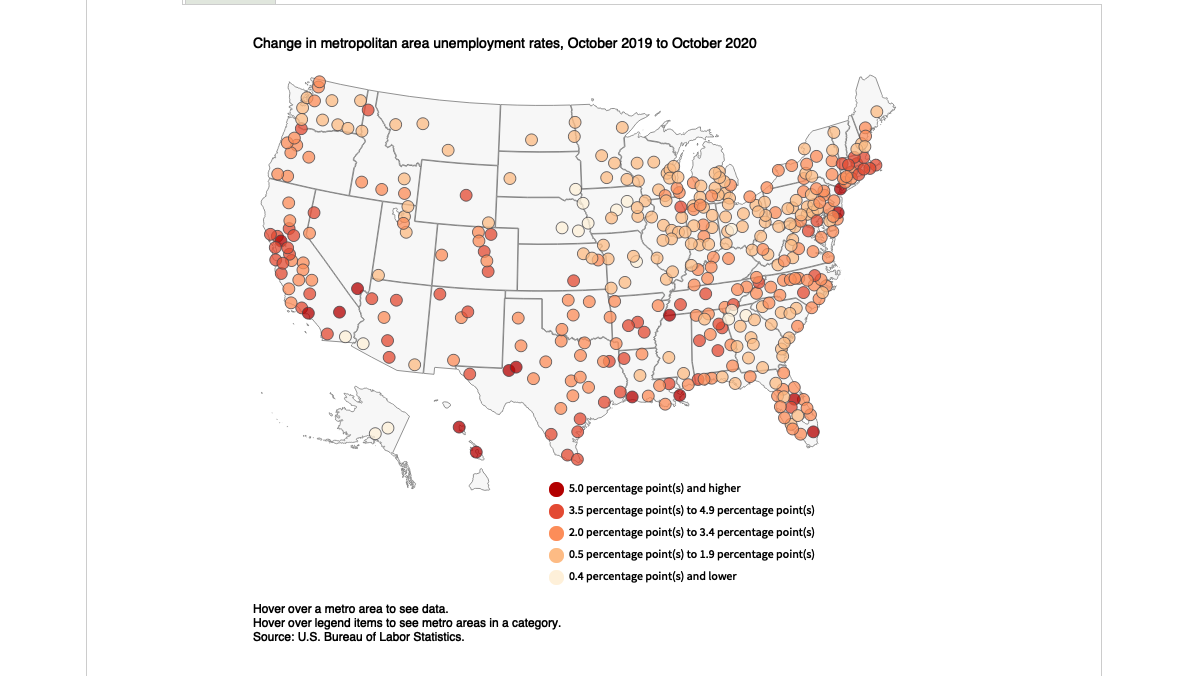 Change in metropolitan area unemployment rates, October 2019 to October 2020
5.0 percentage point(s) and higher
3.5 percentage point(s) to 4.9 percentage point(s)
2.0 percentage point(s) to 3.4 percentage point(s)
0.5 percentage point(s) to 1.9 percentage point(s)
0.4 percentage point(s) and lower
Hover over a metro area to see data.
Hover over legend items to see metro areas in a category.
Source: U.S. Bureau of Labor Statistics.